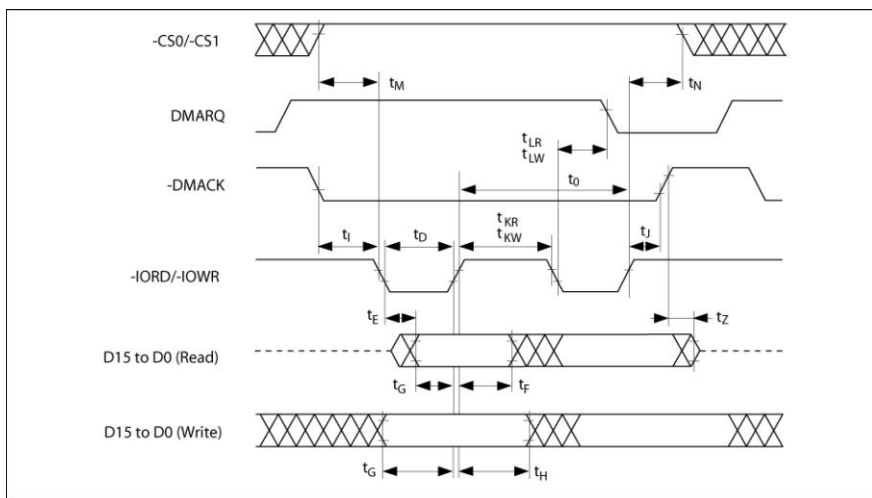 -CS0/-CS1
tM
tN
DMARQ
tLR
tLW
-DMACK
t0
tKR
tKW
tI
tD
tJ
-IORD/-IOWR
tE
tZ
D15 to D0 (Read)
tG
tF
D15 to D0 (Write)
tG
tH